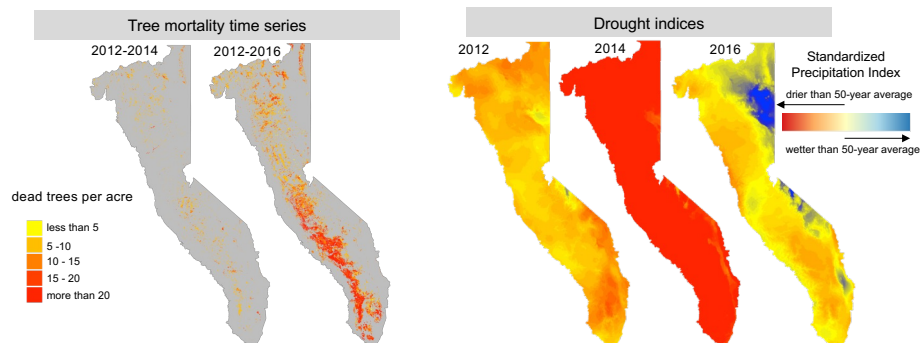 Tree mortality time series
2012-2014
2012-2016
dead trees per acre
less than 5
5 -10
10 - 15
15 - 20
more than 20
Drought indices
2012
2014
2016
Standardized
Precipitation Index
drier than 50-year average
wetter than 50-year average